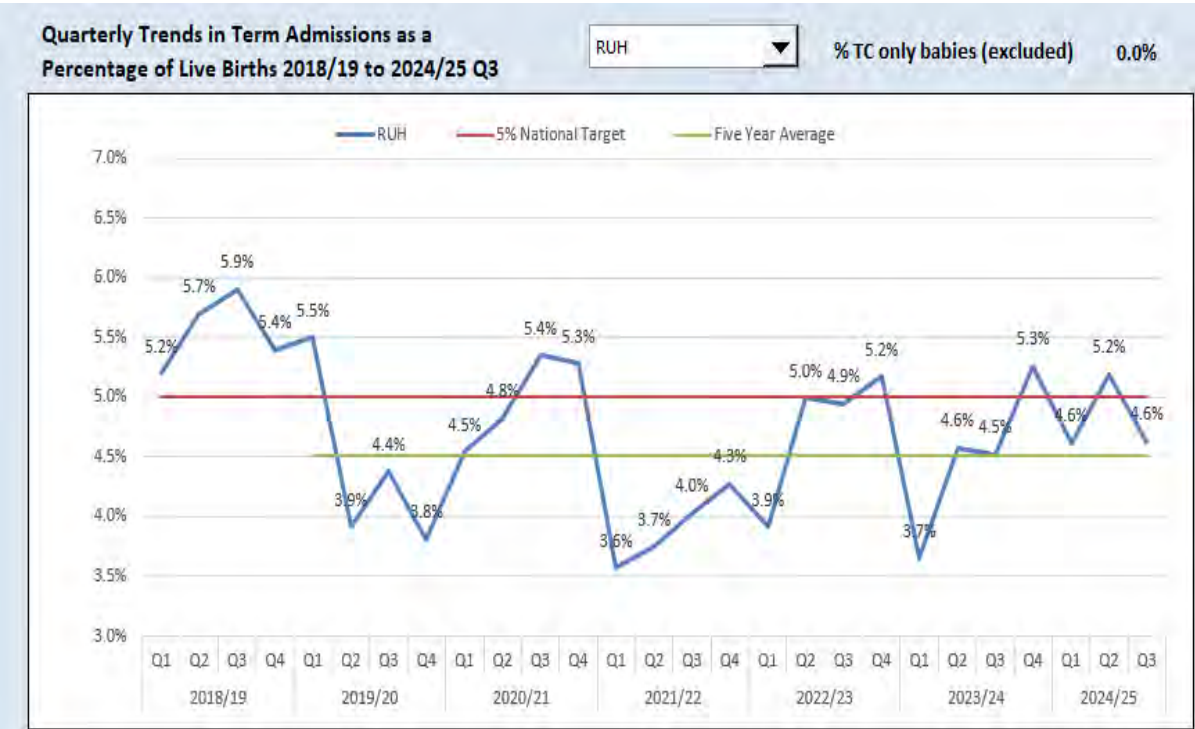 Quarterly Trends in Term Admissions as a
Percentage of Live Births 2018/19 to 2024/25 Q3
RUH
% TC only babies (excluded) 0.0%
RUH 5% National Target Five Year Average
7.0%
6.5%
6.0%
5.5%
5.0%
4.5%
4.0%
3.5%
3.0%
5.2% 5.7% 5.9% 5.4% 5.5% 3.9% 4.4% 3.8% 4.5% 4.8% 5.4% 5.3% 3.6% 3.7% 4.0% 4.3% 3.9% 5.0% 4.9% 5.2% 3.7% 4.6% 4.5% 5.3% 4.6% 5.2% 4.6%
Q1 Q2 Q3 Q4 Q1 Q2 Q3 Q4 Q1 Q2 Q3 Q4 Q1 Q2 Q3 Q4 Q1 Q2 Q3 Q4 Q1 Q2 Q3 Q4 Q1 Q2 Q3
2018/19 2019/20 2020/21 2021/22 2022/23 2023/24 2024/25